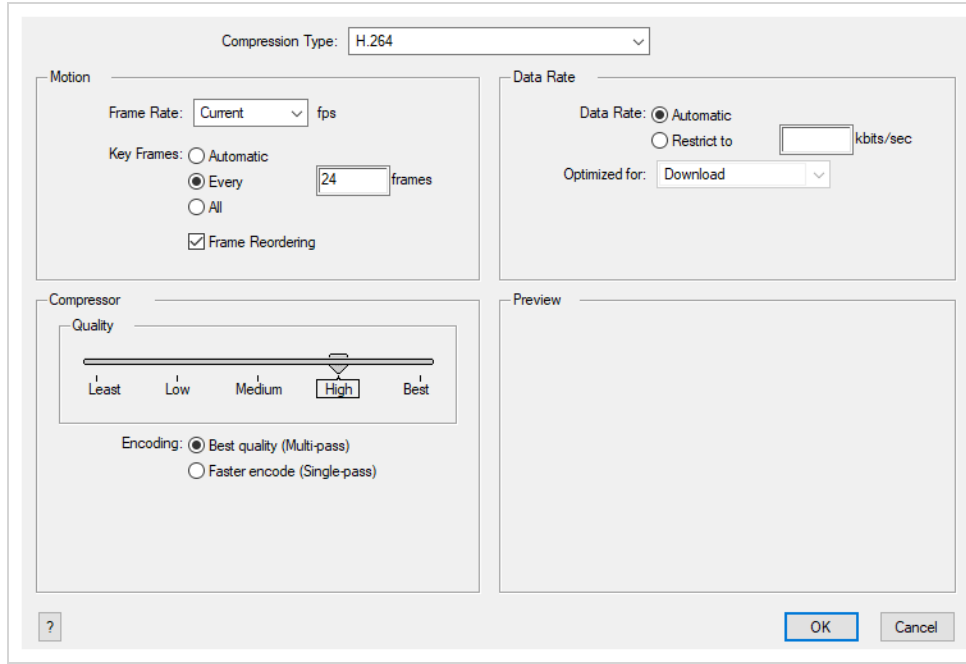 Compression Type: H.264
Motion
Frame Rate: Current fps
Key Frames: Automatic
Every 24 frames
All
Frame Reordering
Data Rate
Data Rate: Automatic
Restrict to kbits/sec
Optimized for: Download
Compressor
Quality
Least Low Medium High Best
Encoding: Best quality (Multi-pass)
Faster encode (Single-pass)
Preview
? OK Cancel